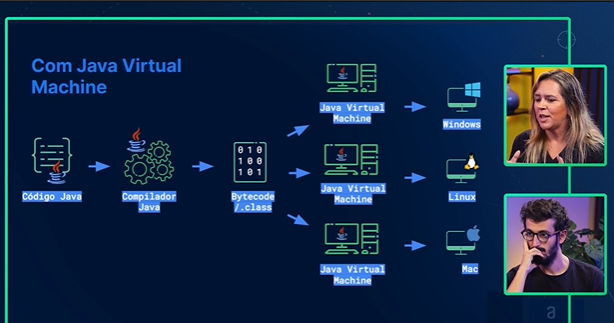 Com Java Virtual
Machine
Código Java
Compilador
Java
010
100
101
Bytecode
/.class
Java Virtual
Machine
Windows
Java Virtual
Machine
Linux
Java Virtual
Machine
Mac
a